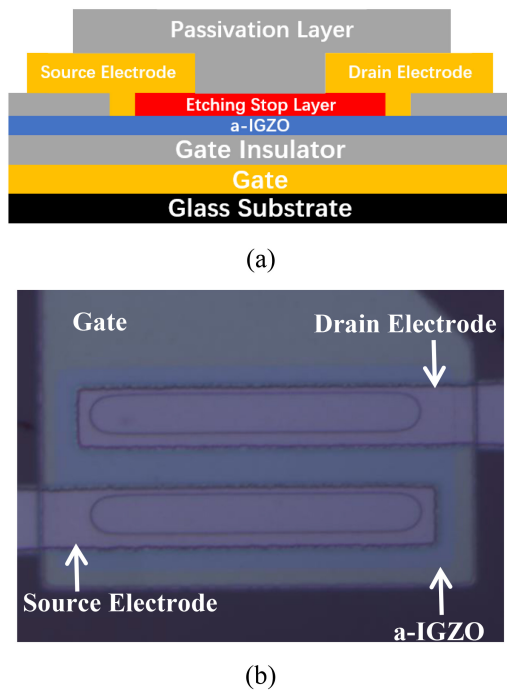 Passivation Layer
Source Electrode
Drain Electrode
Etching Stop Layer
a-IGZO
Gate Insulator
Gate
Glass Substrate
(a)
Gate
Drain Electrode
Source Electrode
a-IGZO
(b)